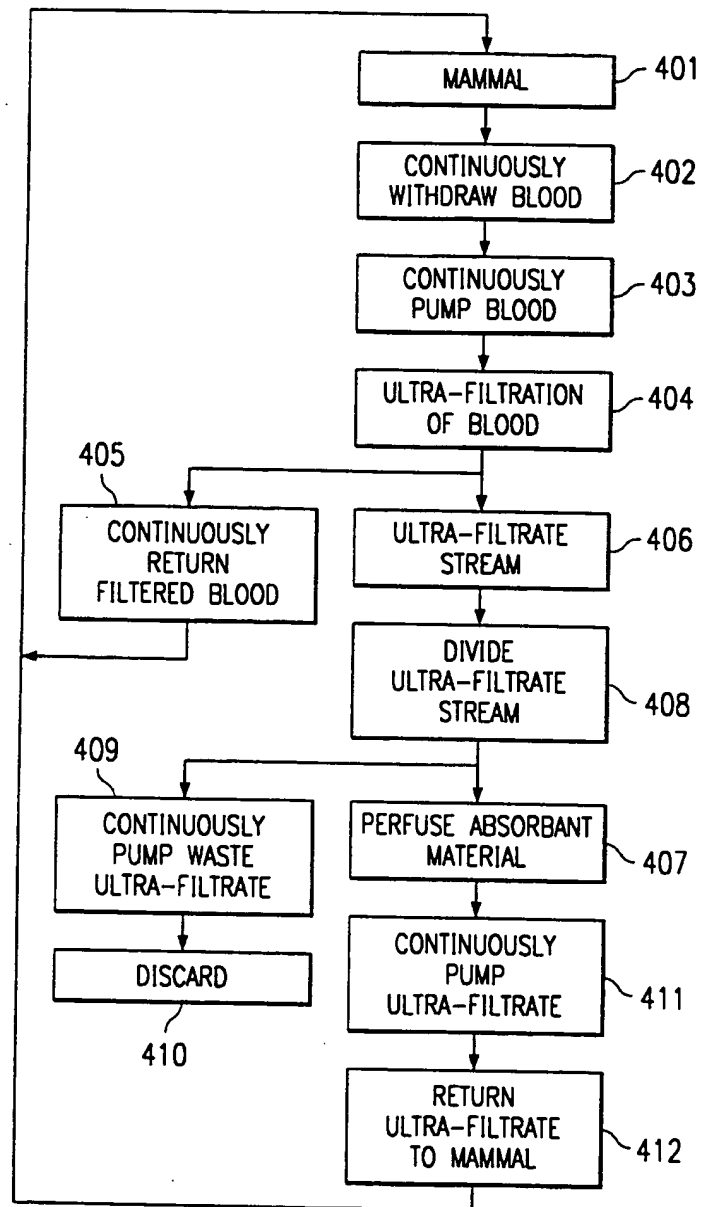 MAMMAL
401
CONTINUOUSLY
WITHDRAW BLOOD
402
CONTINUOUSLY
PUMP BLOOD
403
ULTRA-FILTRATION
OF BLOOD
404
405
CONTINUOUSLY
RETURN
FILTERED BLOOD
ULTRA-FILTRATE
STREAM
406
DIVIDE
ULTRA-FILTRATE
STREAM
408
409
CONTINUOUSLY
PUMP WASTE
ULTRA-FILTRATE
PERFUSE ABSORBANT
MATERIAL
407
DISCARD
410
CONTINUOUSLY
PUMP
ULTRA-FILTRATE
411
RETURN
ULTRA-FILTRATE
TO MAMMAL
412